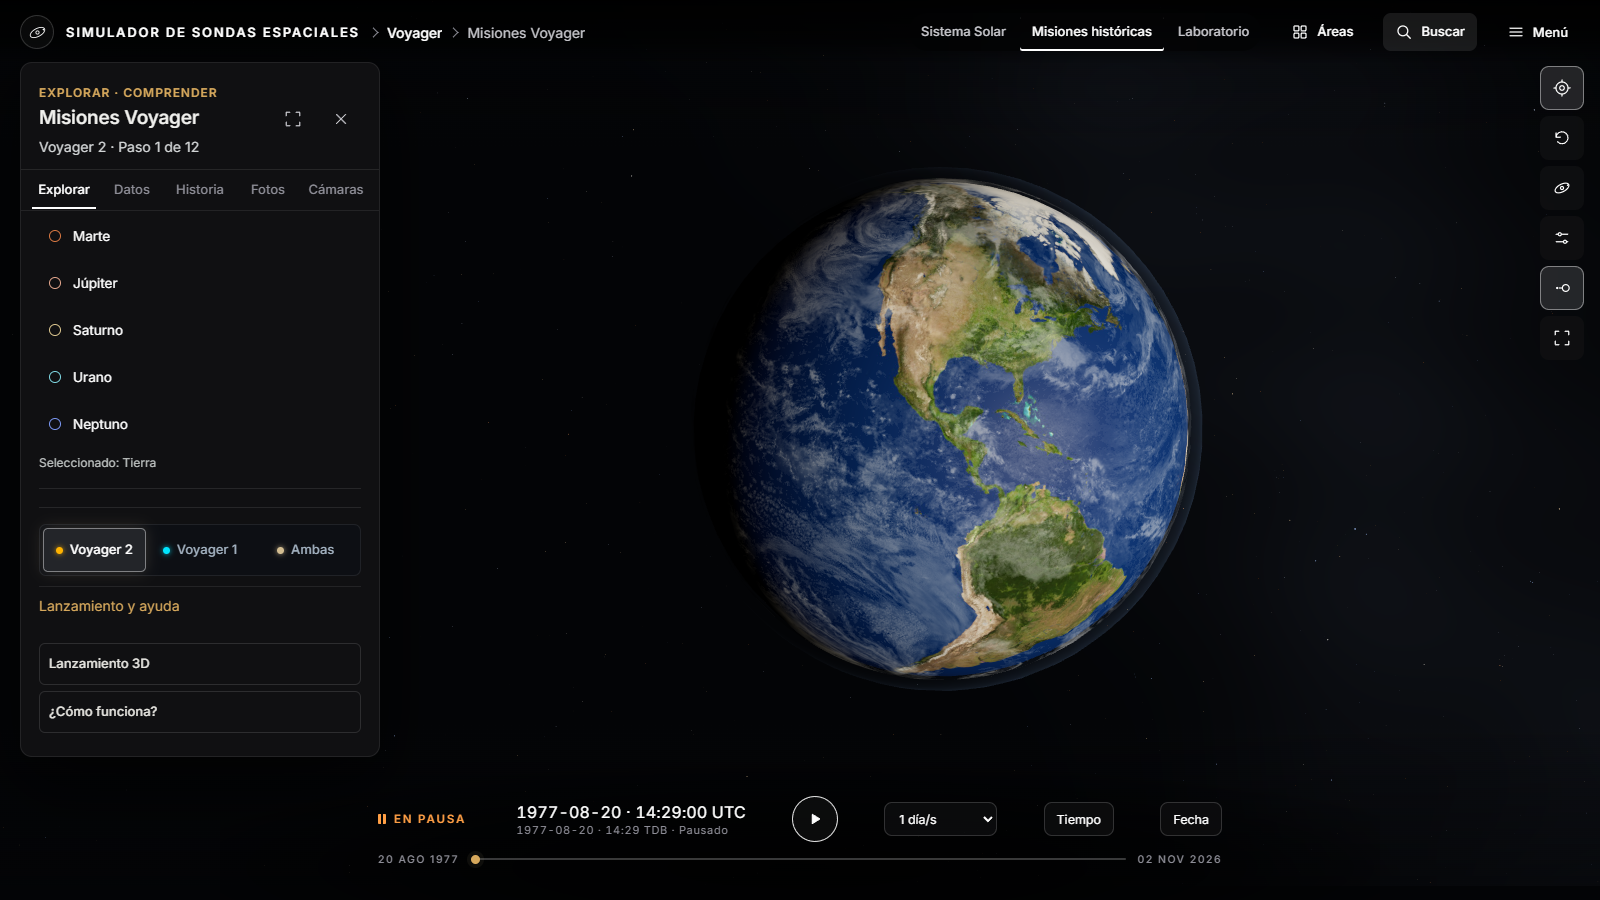 SIMULADOR DE SONDAS ESPACIALES
Voyager
Misiones Voyager
Sistema Solar
Misiones históricas
Laboratorio
Áreas
Buscar
Menú
EXPLORAR · COMPRENDER
Misiones Voyager
Voyager 2 · Paso 1 de 12
Explorar
Datos
Historia
Fotos
Cámaras
Marte
Júpiter
Saturno
Urano
Neptuno
Seleccionado: Tierra
Voyager 2
Voyager 1
Ambas
Lanzamiento y ayuda
Lanzamiento 3D
¿Cómo funciona?
EN PAUSA
1977-08-20 · 14:29:00 UTC
1977-08-20 · 14:29 TDB · Pausado
1 día/s
Tiempo
Fecha
20 AGO 1977
02 NOV 2026